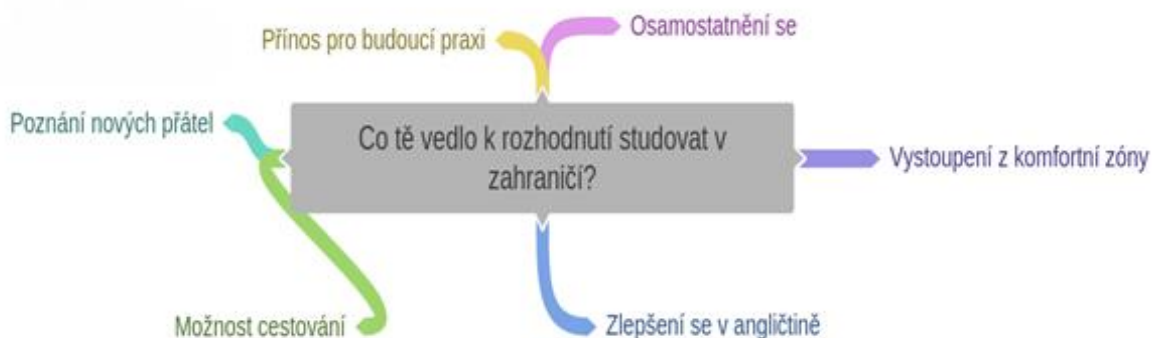 Osamostatnění se
Přínos pro budoucí praxi
Poznání nových přátel
Co tě vedlo k rozhodnutí studovat v
zahraničí?
Vystoupení z komfortní zóny
Možnost cestování
Zlepšení se v angličtině